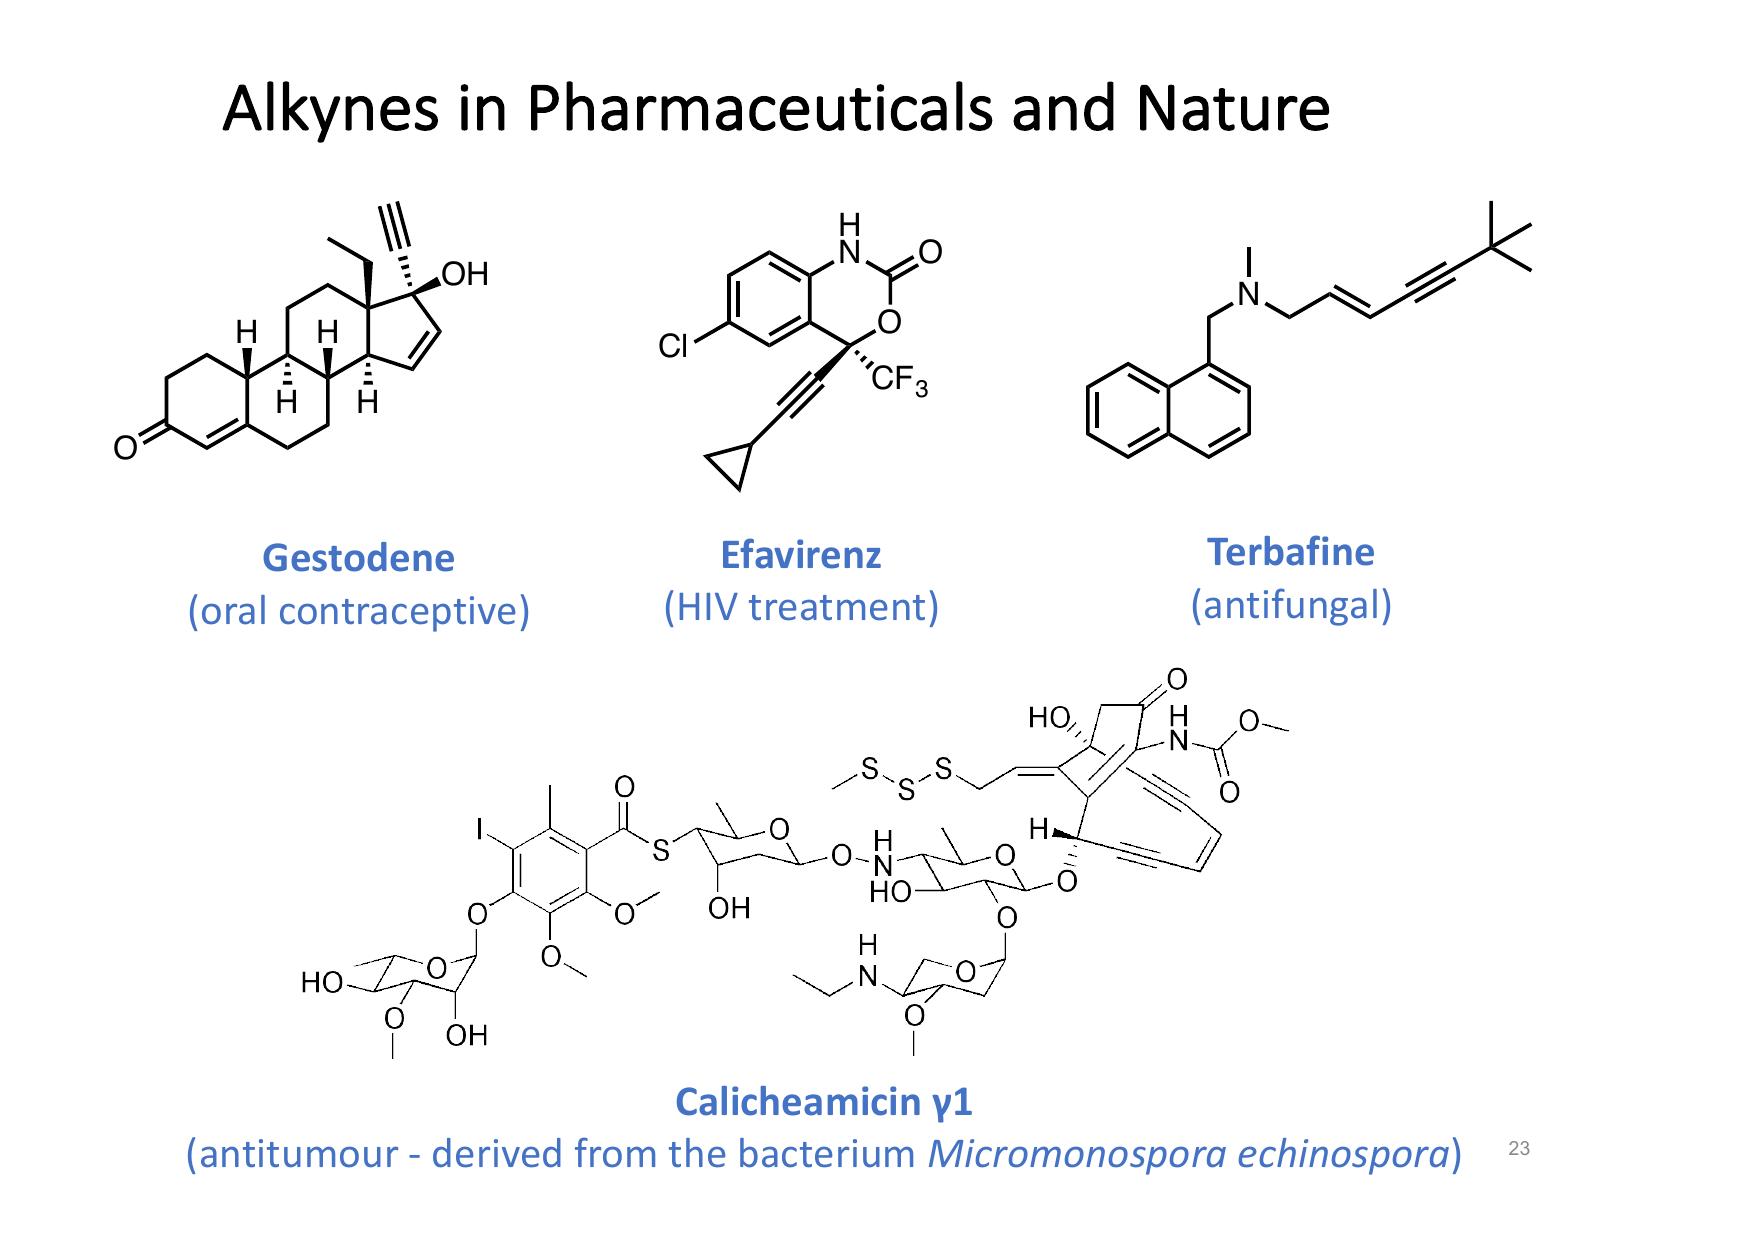 Alkynes in Pharmaceuticals and Nature
OH
H
H
H
H
O
H
N
O
O
Cl
CF3
N
Gestodene
(oral contraceptive)
Efavirenz
(HIV treatment)
Terbafine
(antifungal)
O
HO
H
N
O
O
S
S
S
O
I
S
O
H
N
O
HO
O
H
O
OH
O
O
O
O
HO
O
O
OH
H
N
O
O
Calicheamicin γ1
(antitumour - derived from the bacterium Micromonospora echinospora)
23